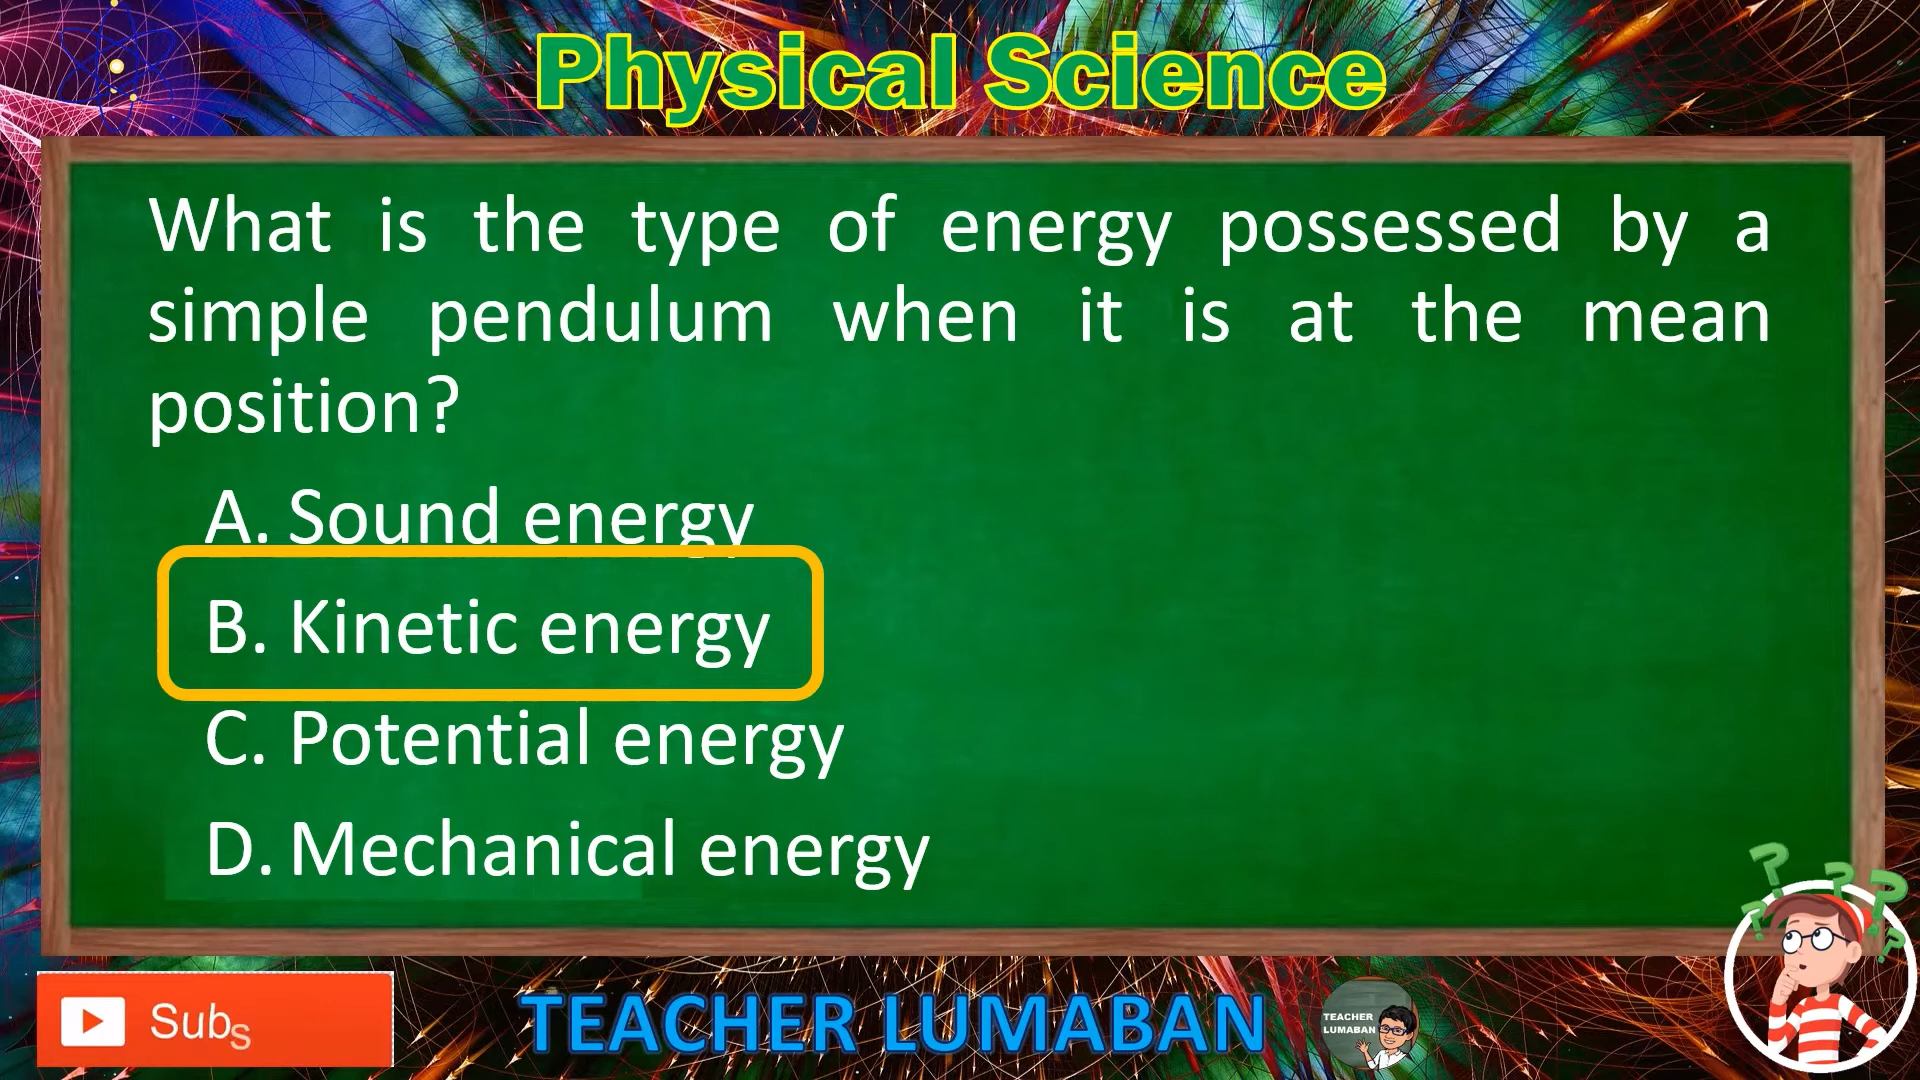 Physical Science
What is the type of energy possessed by a
simple pendulum when it is at the mean
position?
A. Sound energy
B. Kinetic energy
C. Potential energy
D. Mechanical energy
Subs
TEACHER LUMABAN
TEACHER
LUMABAN